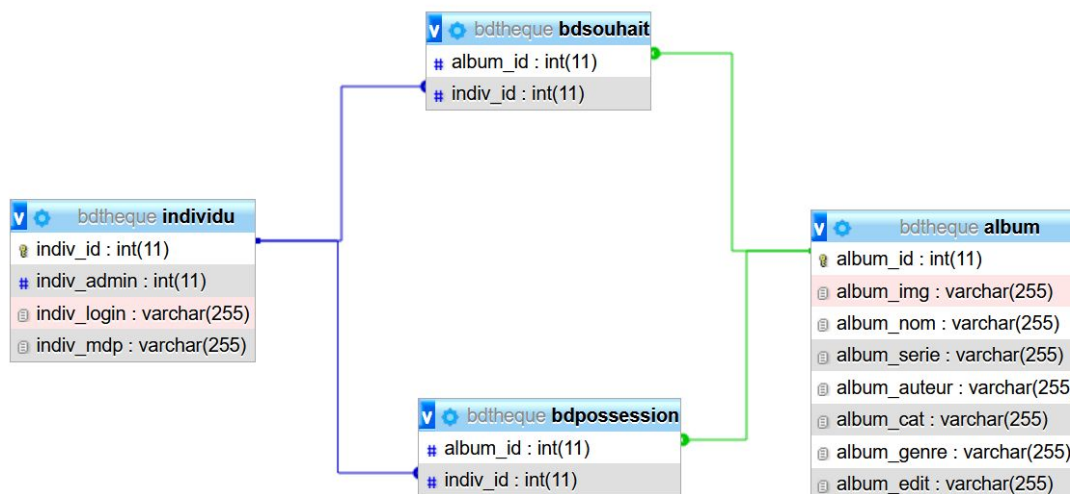 bdtheque bdsouhait
album_id : int(11)
indiv_id : int(11)
bdtheque individu
indiv_id : int(11)
indiv_admin : int(11)
indiv_login : varchar(255)
indiv_mdp : varchar(255)
bdtheque album
album_id : int(11)
album_img : varchar(255)
album_nom : varchar(255)
album_serie : varchar(255)
album_auteur : varchar(255
album_cat : varchar(255)
album_genre : varchar(255)
album_edit : varchar(255)
bdtheque bdpossession
album_id : int(11)
indiv_id : int(11)